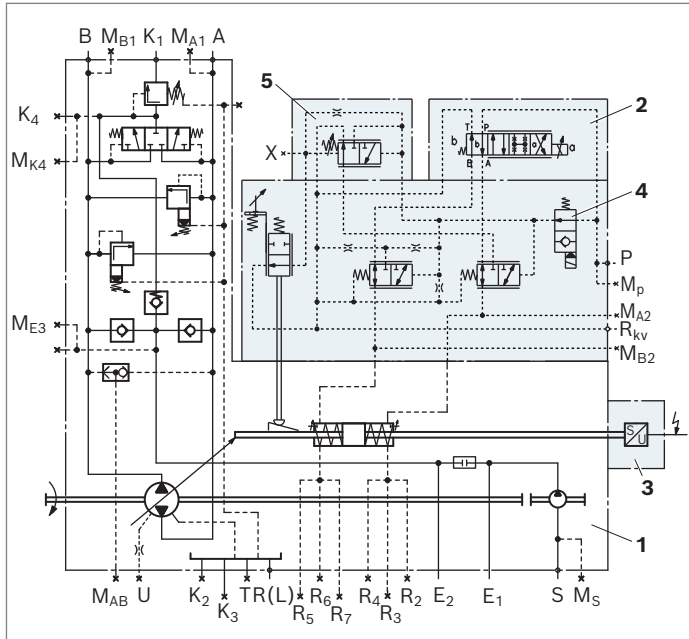 B M_B1 K_1 M_A1 A
K_4
M_K4
5
2
X
T P
b b a a
B A
4
P
M_p
M_A2
R_kv
M_B2
M_E3
S U
3
1
M_AB U K_2 K_3 T R(L) R_5 R_6 R_7 R_4 R_3 R_2 E_2 E_1 S M_S